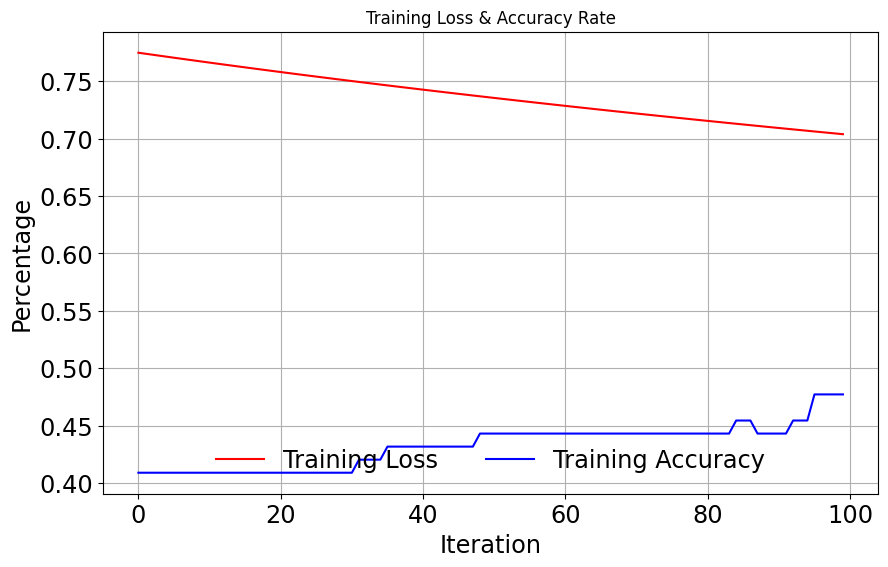 Training Loss & Accuracy Rate
0.75
0.70
0.65
0.60
0.55
0.50
0.45
0.40
Percentage
Training Loss Training Accuracy
0 20 40 60 80 100
Iteration